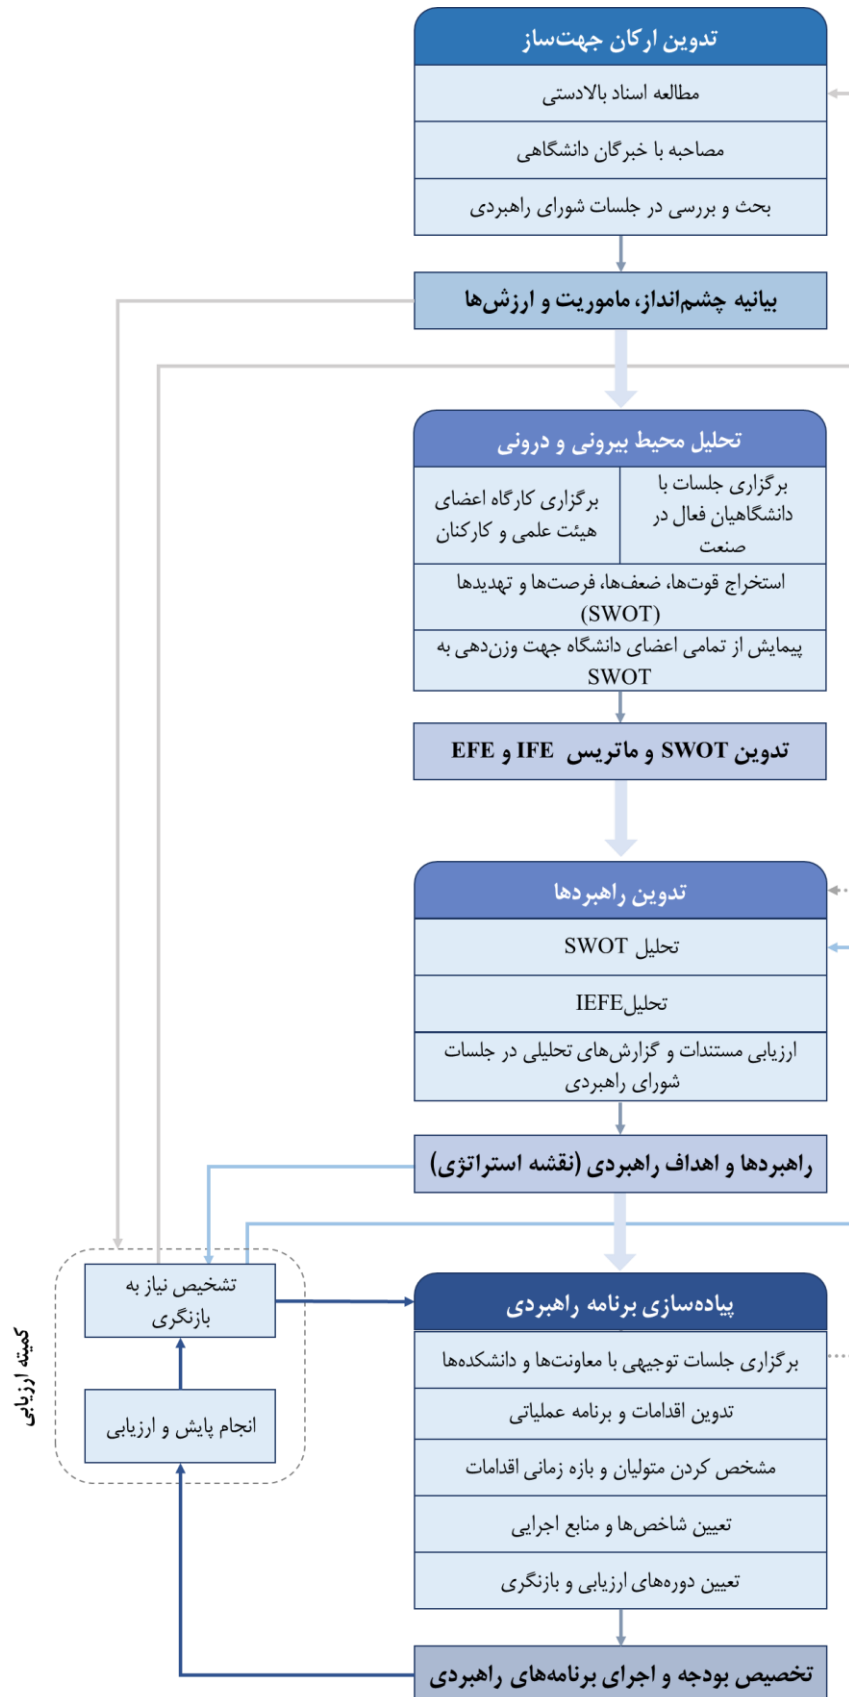 تدوین ارکان جهت‌ساز
مطالعه اسناد بالادستی
مصاحبه با خبرگان دانشگاهی
بحث و بررسی در جلسات شورای راهبردی
بیانیه چشم‌انداز، ماموریت و ارزش‌ها
تحلیل محیط بیرونی و درونی
برگزاری جلسات با
دانشگاهیان فعال در
صنعت
برگزاری کارگاه اعضای
هیئت علمی و کارکنان
استخراج قوت‌ها، ضعف‌ها، فرصت‌ها و تهدیدها
(SWOT)
پیمایش از تمامی اعضای دانشگاه جهت وزن‌دهی به
SWOT
تدوین SWOT و ماتریس IFE و EFE
تدوین راهبردها
تحلیل SWOT
تحلیلIEFE
ارزیابی مستندات و گزارش‌های تحلیلی در جلسات
شورای راهبردی
راهبردها و اهداف راهبردی (نقشه استراتژی)
پیاده‌سازی برنامه راهبردی
برگزاری جلسات توجیهی با معاونت‌ها و دانشکده‌ها
تدوین اقدامات و برنامه عملیاتی
مشخص کردن متولیان و بازه زمانی اقدامات
تعیین شاخص‌ها و منابع اجرایی
تعیین دوره‌های ارزیابی و بازنگری
تخصیص بودجه و اجرای برنامه‌های راهبردی
تشخیص نیاز به
بازنگری
انجام پایش و ارزیابی
کمیته ارزیابی